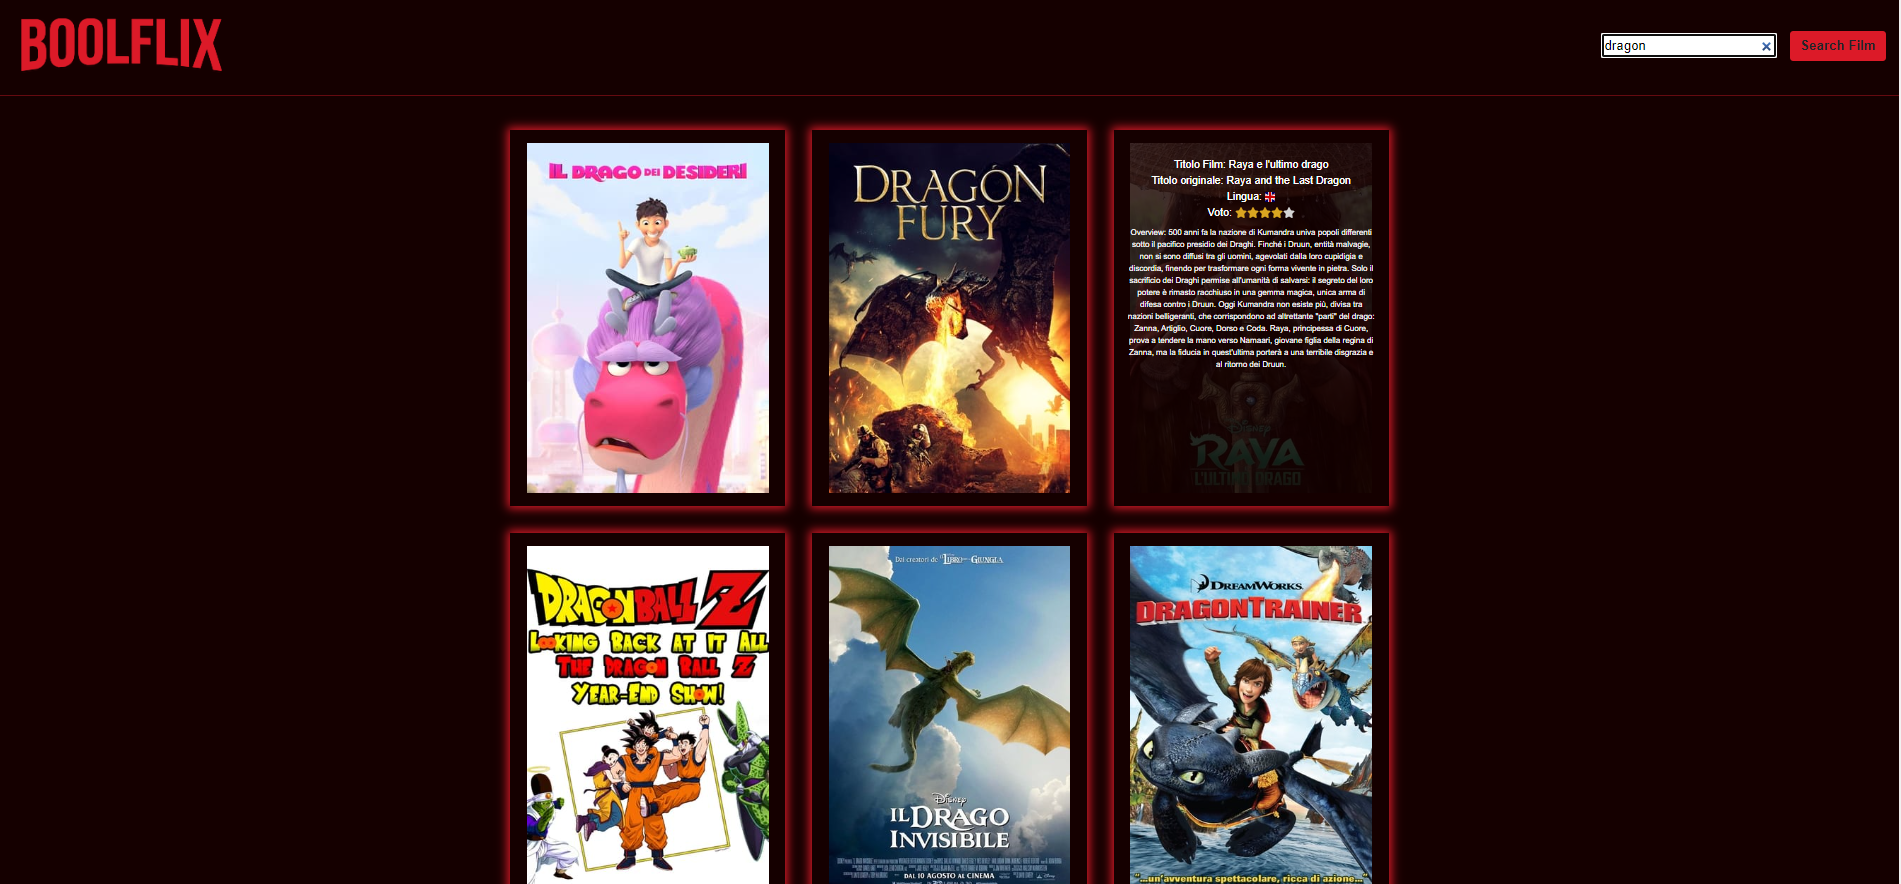 BOOLFLIX
dragon
Search Film
IL DRAGO DEI DESIDERI
DRAGON
FURY
Titolo Film: Raya e l'ultimo drago
Titolo originale: Raya and the Last Dragon
Lingua:
Voto:
Overview: 500 anni fa la nazione di Kumandra univa popoli differenti
sotto il pacifico presidio dei Draghi. Finché i Druun, entità malvagie,
non si sono diffusi tra gli uomini, agevolati dalla loro cupidigia e
discordia, finendo per trasformare ogni forma vivente in pietra. Solo il
sacrificio dei Draghi permise all'umanità di salvarsi: il segreto del loro
potere è rimasto racchiuso in una gemma magica, unica arma di
difesa contro i Druun. Oggi Kumandra non esiste più, divisa tra
nazioni belligeranti, che corrispondono ad altrettante "parti" del drago:
Zanna, Artiglio, Cuore, Dorso e Coda. Raya, principessa di Cuore,
prova a tendere la mano verso Namaari, giovane figlia della regina di
Zanna, ma la fiducia in quest'ultima porterà a una terribile disgrazia e
al ritorno dei Druun.
Disney
RAYA
L'ULTIMO DRAGO
DRAGONBALL Z
LOOKING BACK AT IT ALL
THE DRAGON BALL Z
YEAR-END SHOW!
Dai creatori de IL LIBRO DELLA GIUNGLA
Disney
IL DRAGO
INVISIBILE
DAL 10 AGOSTO AL CINEMA
DREAMWORKS
DRAGONTRAINER
"...un'avventura spettacolare, ricca di azione..."